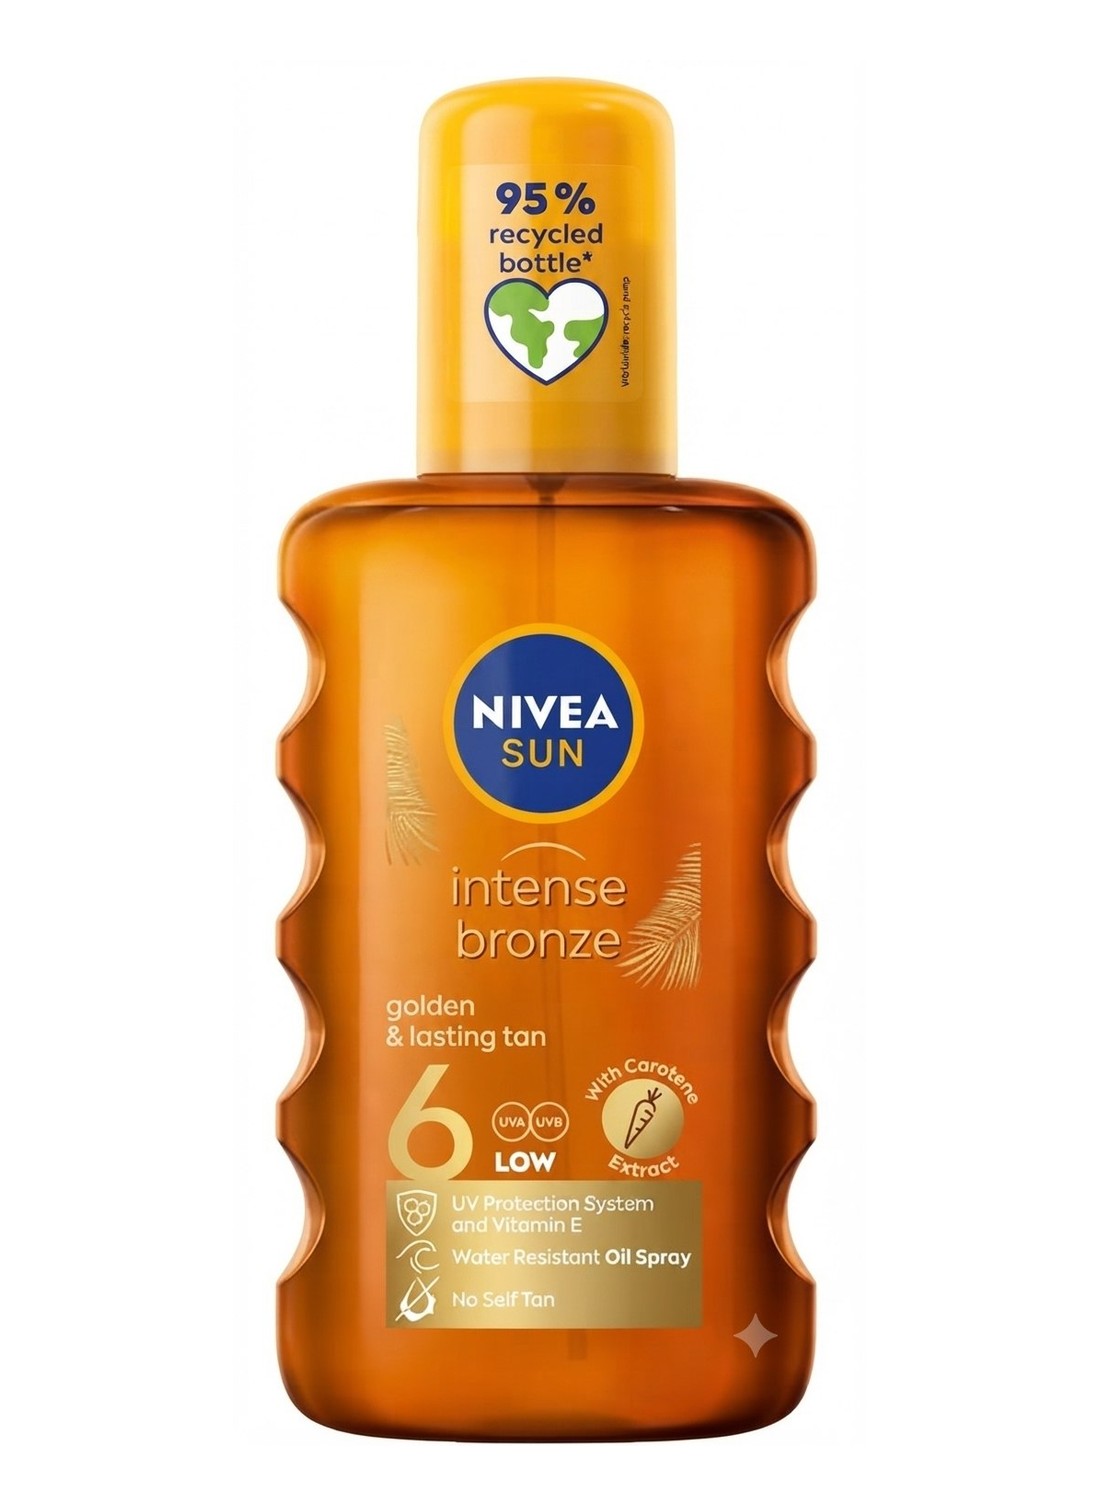 95%
recycled
bottle*
NIVEA
SUN
intense
bronze
golden
& lasting tan
6
UVA UVB
LOW
With Carotene
Extract
UV Protection System
and Vitamin E
Water Resistant Oil Spray
No Self Tan